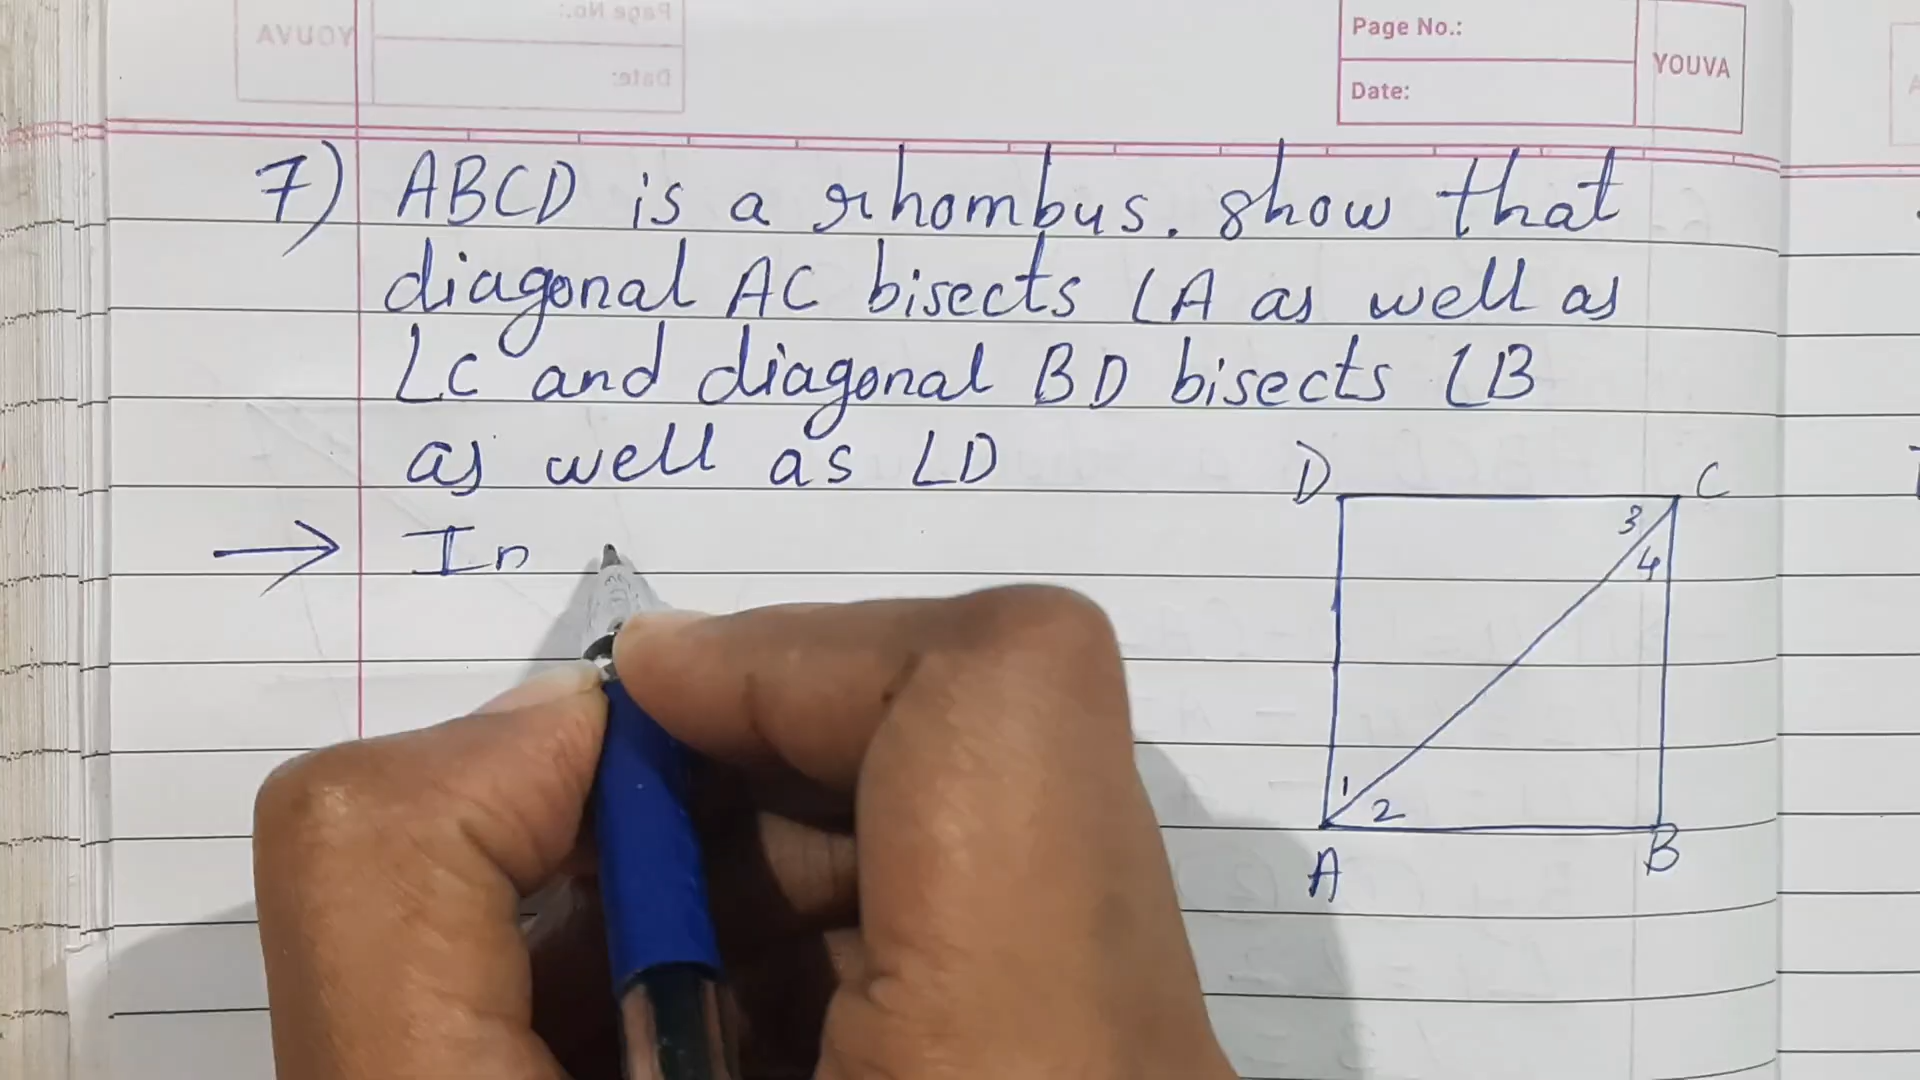 Page No.:
Date:
YOUVA
7) ABCD is a rhombus. show that
diagonal AC bisects ∠A as well as
∠C and diagonal BD bisects ∠B
as well as ∠D
→ In
D C
3
4
1 2
A B